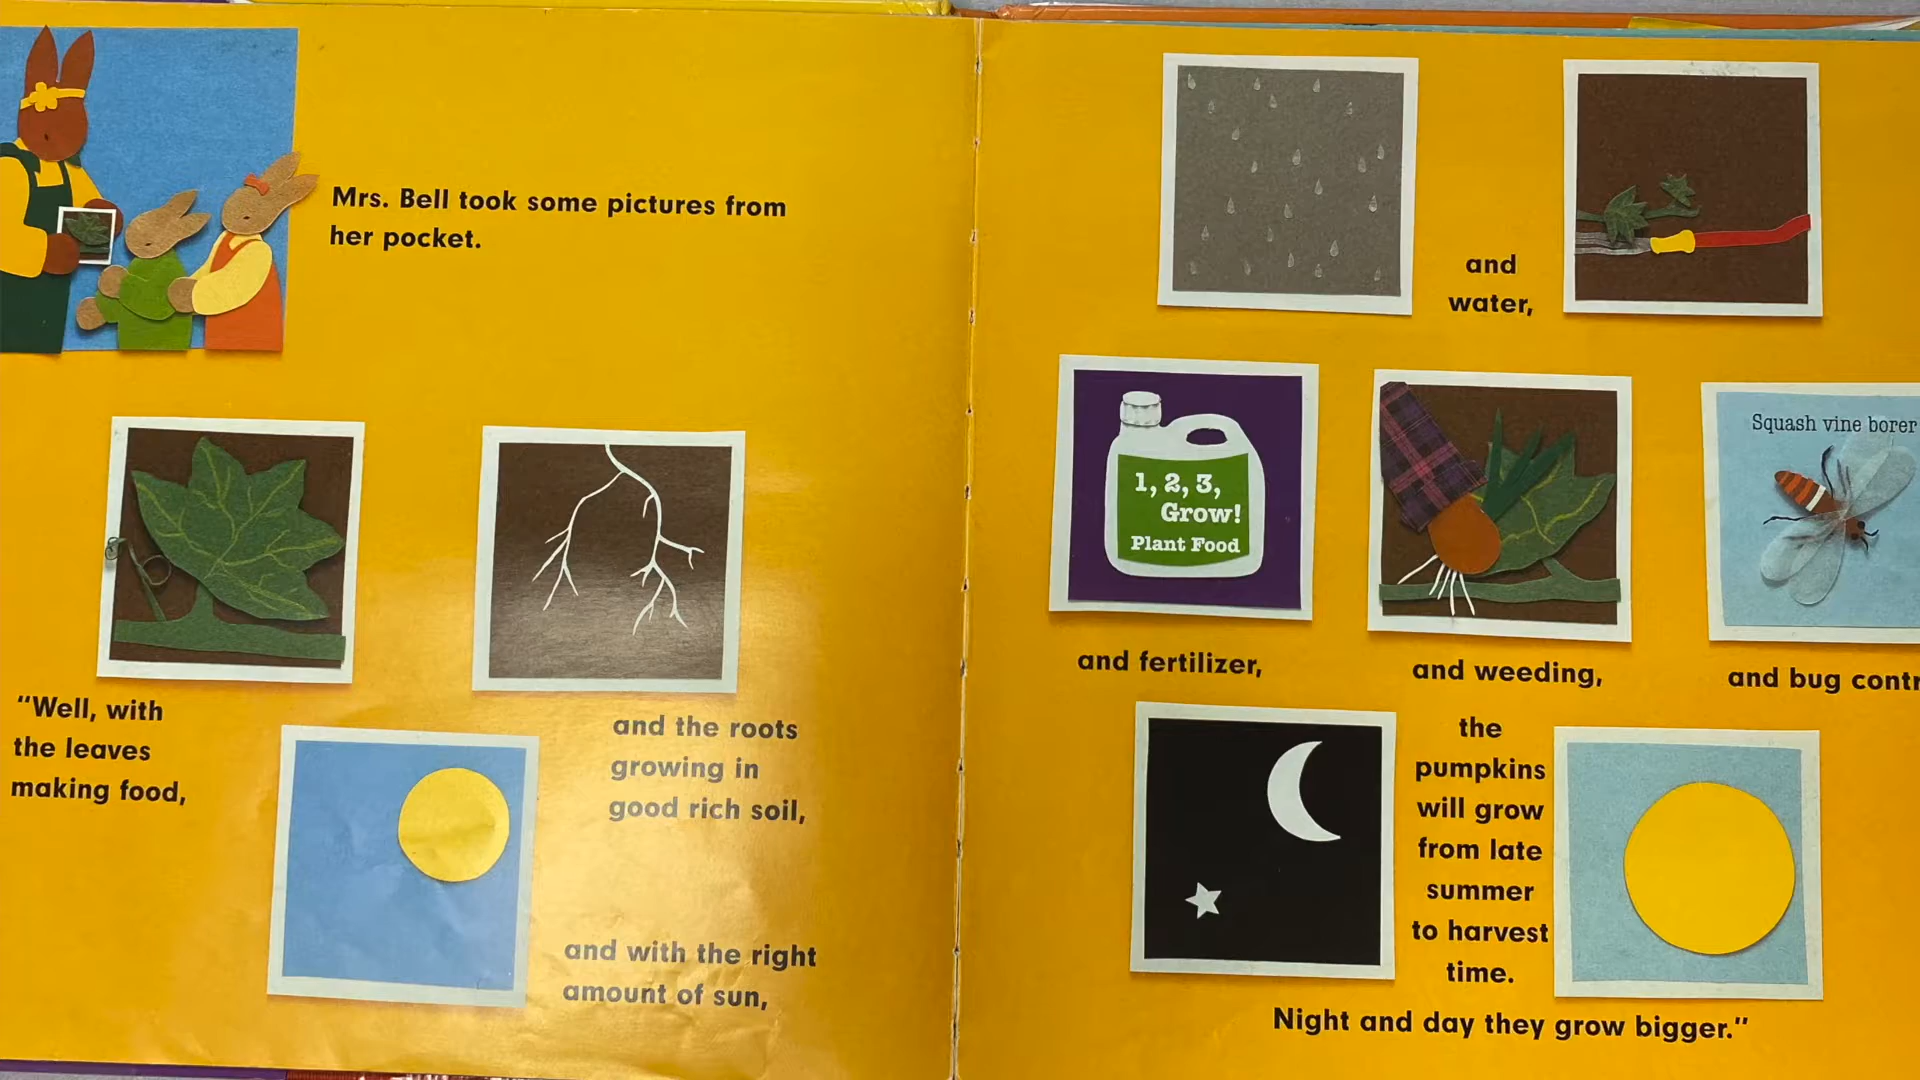 Mrs. Bell took some pictures from
her pocket.
"Well, with
the leaves
making food,
and the roots
growing in
good rich soil,
and with the right
amount of sun,
and
water,
1, 2, 3,
Grow!
Plant Food
and fertilizer,
and weeding,
Squash vine borer
and bug
the
pumpkins
will grow
from late
summer
to harvest
time.
Night and day they grow bigger."